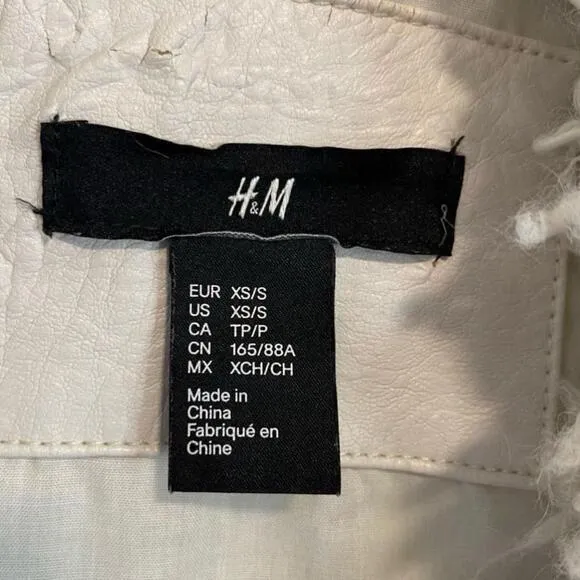 H&M
EUR XS/S
US XS/S
CA TP/P
CN 165/88A
MX XCH/CH
Made in
China
Fabriqué en
Chine